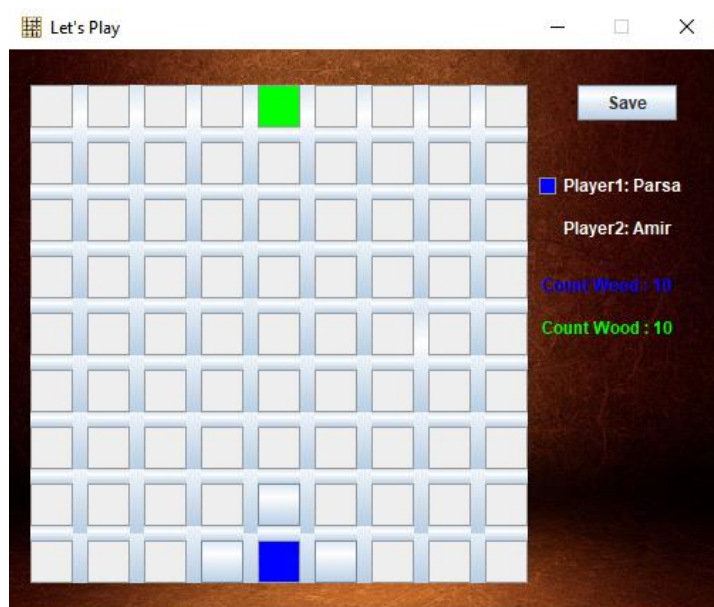 Let's Play
Save
Player1: Parsa
Player2: Amir
Count Wood : 10
Count Wood : 10